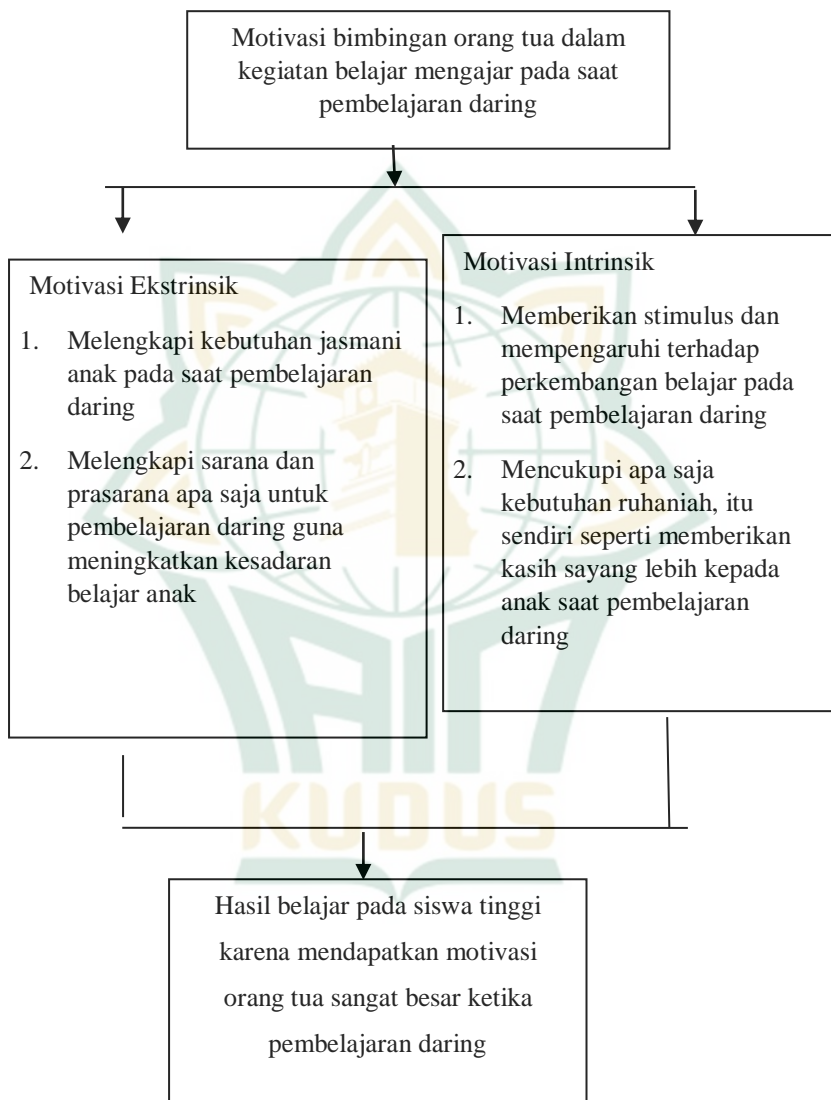 Motivasi bimbingan orang tua dalam
kegiatan belajar mengajar pada saat
pembelajaran daring
Motivasi Ekstrinsik
1. Melengkapi kebutuhan jasmani
anak pada saat pembelajaran
daring
2. Melengkapi sarana dan
prasarana apa saja untuk
pembelajaran daring guna
meningkatkan kesadaran
belajar anak
Motivasi Intrinsik
1. Memberikan stimulus dan
mempengaruhi terhadap
perkembangan belajar pada
saat pembelajaran daring
2. Mencukupi apa saja
kebutuhan ruhaniah, itu
sendiri seperti memberikan
kasih sayang lebih kepada
anak saat pembelajaran
daring
IAIN
KUDUS
Hasil belajar pada siswa tinggi
karena mendapatkan motivasi
orang tua sangat besar ketika
pembelajaran daring